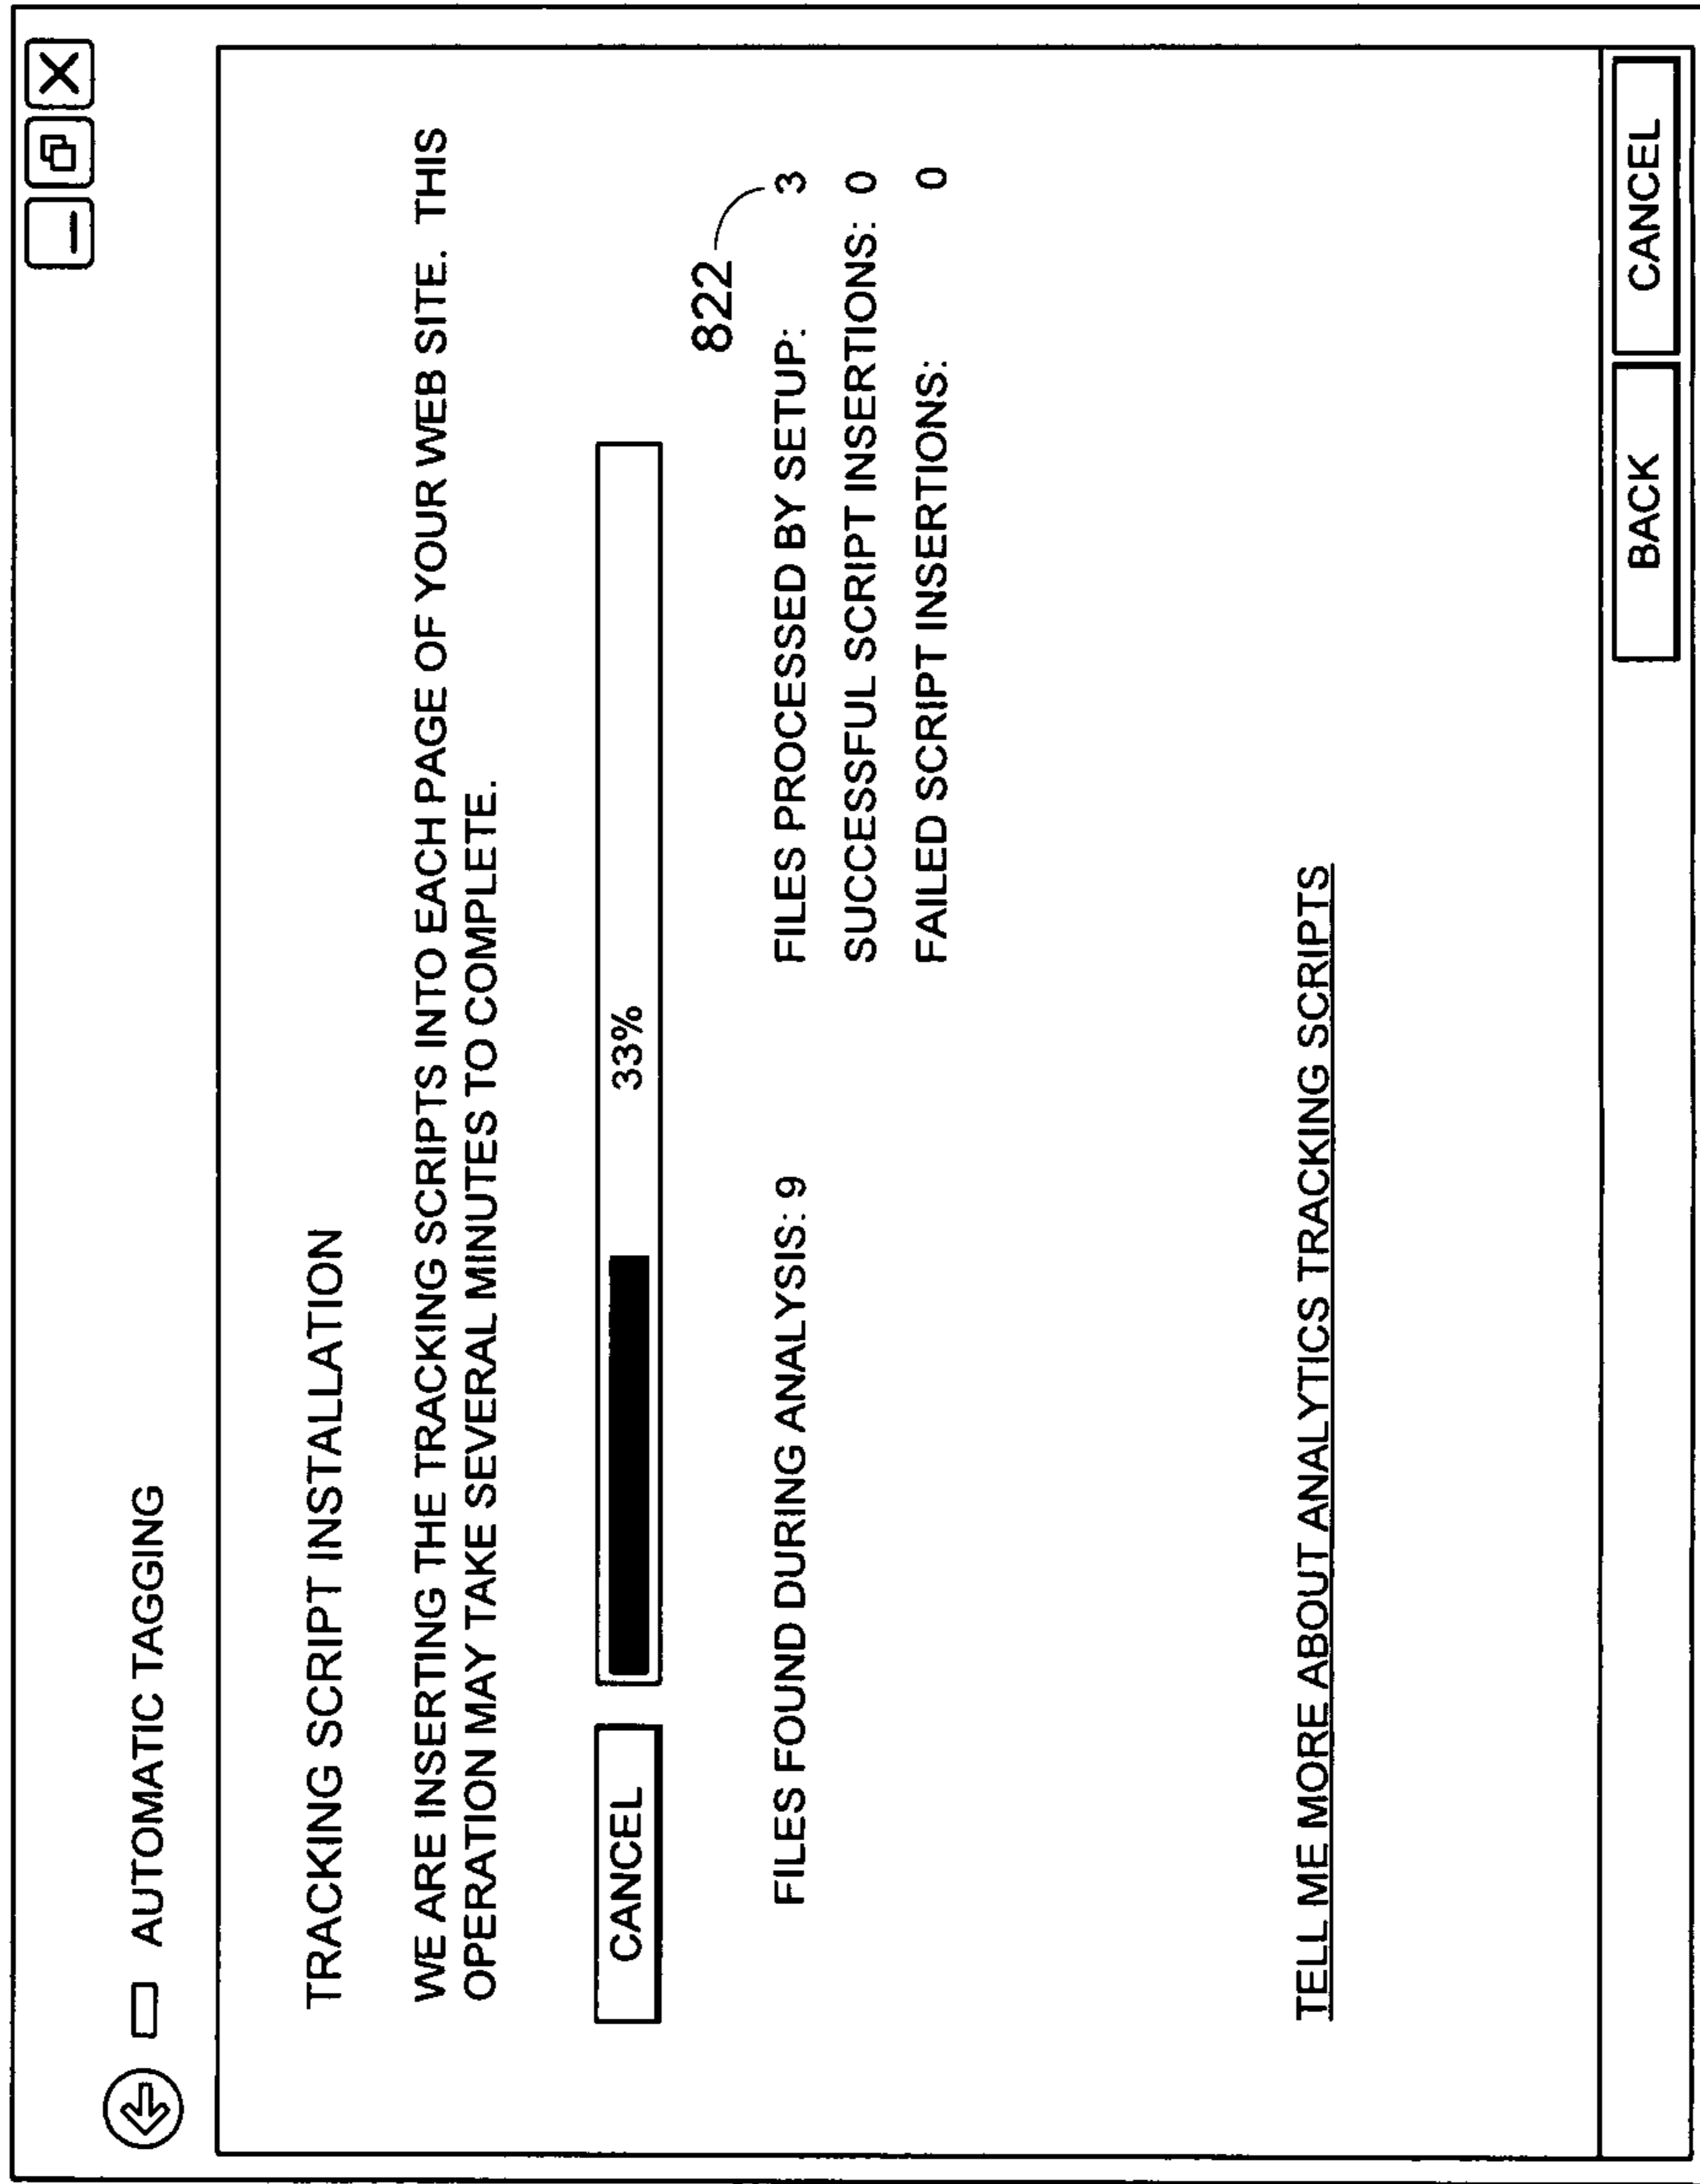 AUTOMATIC TAGGING
TRACKING SCRIPT INSTALLATION
WE ARE INSERTING THE TRACKING SCRIPTS INTO EACH PAGE OF YOUR WEB SITE. THIS
OPERATION MAY TAKE SEVERAL MINUTES TO COMPLETE.
CANCEL
33%
822
FILES FOUND DURING ANALYSIS: 9
FILES PROCESSED BY SETUP: 3
SUCCESSFUL SCRIPT INSERTIONS: 0
FAILED SCRIPT INSERTIONS: 0
TELL ME MORE ABOUT ANALYTICS TRACKING SCRIPTS
BACK
CANCEL